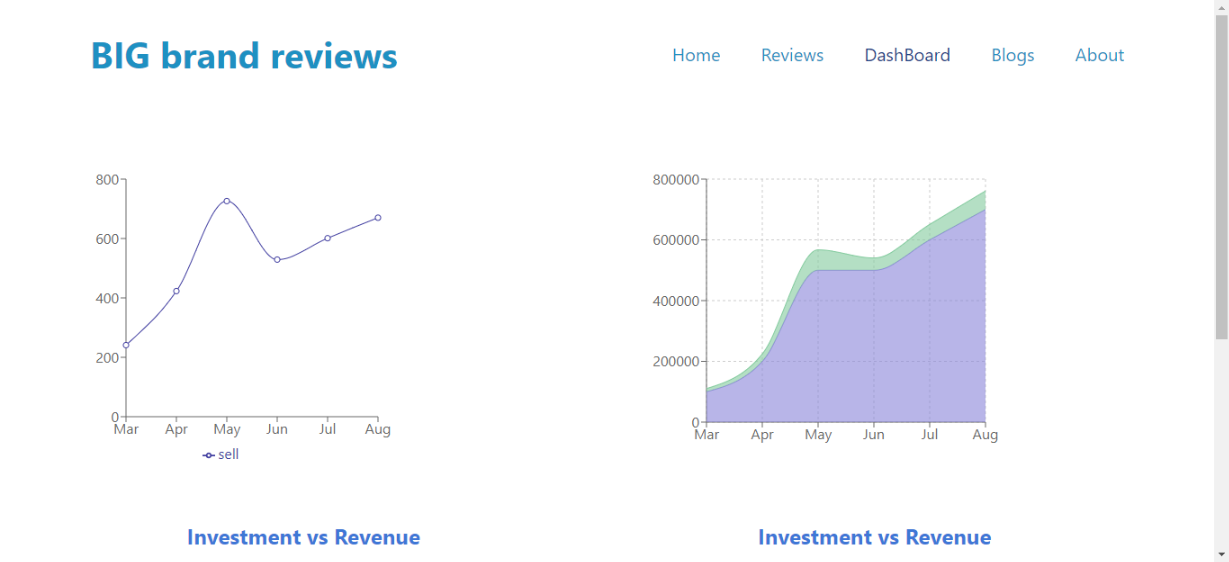 BIG brand reviews
Home Reviews DashBoard Blogs About
800
600
400
200
0
Mar Apr May Jun Jul Aug
sell
800000
600000
400000
200000
0
Mar Apr May Jun Jul Aug
Investment vs Revenue
Investment vs Revenue